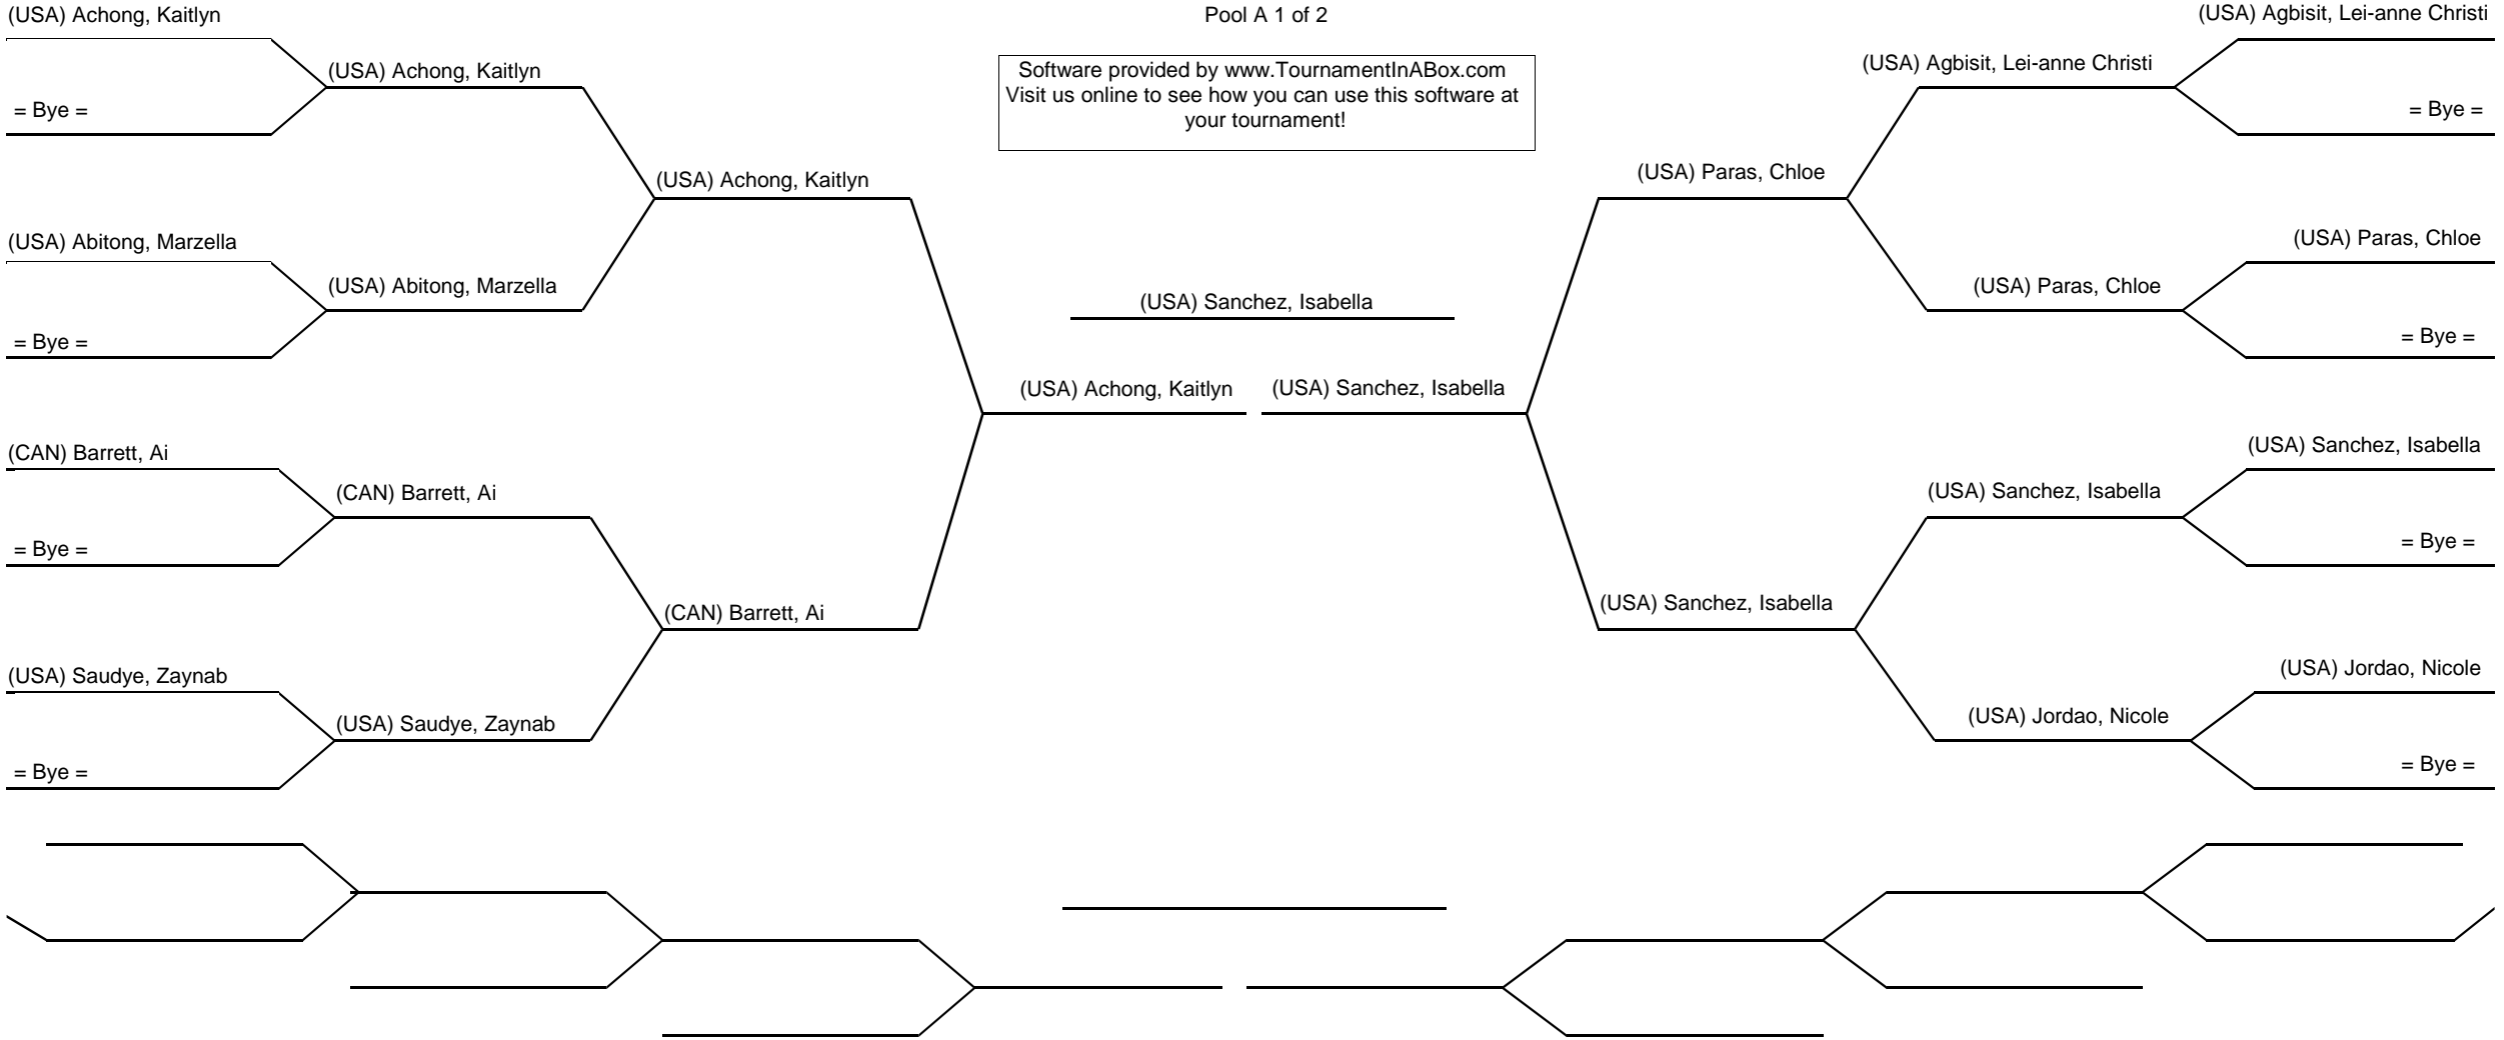 (USA) Achong, Kaitlyn
Pool A 1 of 2
(USA) Agbisit, Lei-anne Christi
Software provided by www.TournamentInABox.com
Visit us online to see how you can use this software at
your tournament!
(USA) Achong, Kaitlyn
(USA) Agbisit, Lei-anne Christi
= Bye =
= Bye =
(USA) Achong, Kaitlyn
(USA) Paras, Chloe
(USA) Abitong, Marzella
(USA) Paras, Chloe
(USA) Abitong, Marzella
(USA) Paras, Chloe
(USA) Sanchez, Isabella
= Bye =
= Bye =
(USA) Achong, Kaitlyn
(USA) Sanchez, Isabella
(CAN) Barrett, Ai
(USA) Sanchez, Isabella
(CAN) Barrett, Ai
(USA) Sanchez, Isabella
= Bye =
= Bye =
(CAN) Barrett, Ai
(USA) Sanchez, Isabella
(USA) Saudye, Zaynab
(USA) Jordao, Nicole
(USA) Saudye, Zaynab
(USA) Jordao, Nicole
= Bye =
= Bye =